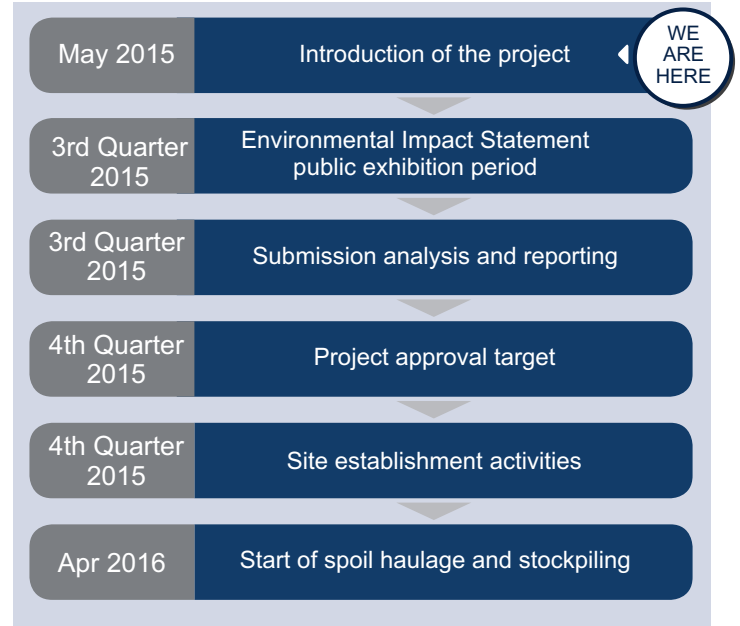 May 2015
Introduction of the project
WE
ARE
HERE
3rd Quarter
2015
Environmental Impact Statement
public exhibition period
3rd Quarter
2015
Submission analysis and reporting
4th Quarter
2015
Project approval target
4th Quarter
2015
Site establishment activities
Apr 2016
Start of spoil haulage and stockpiling